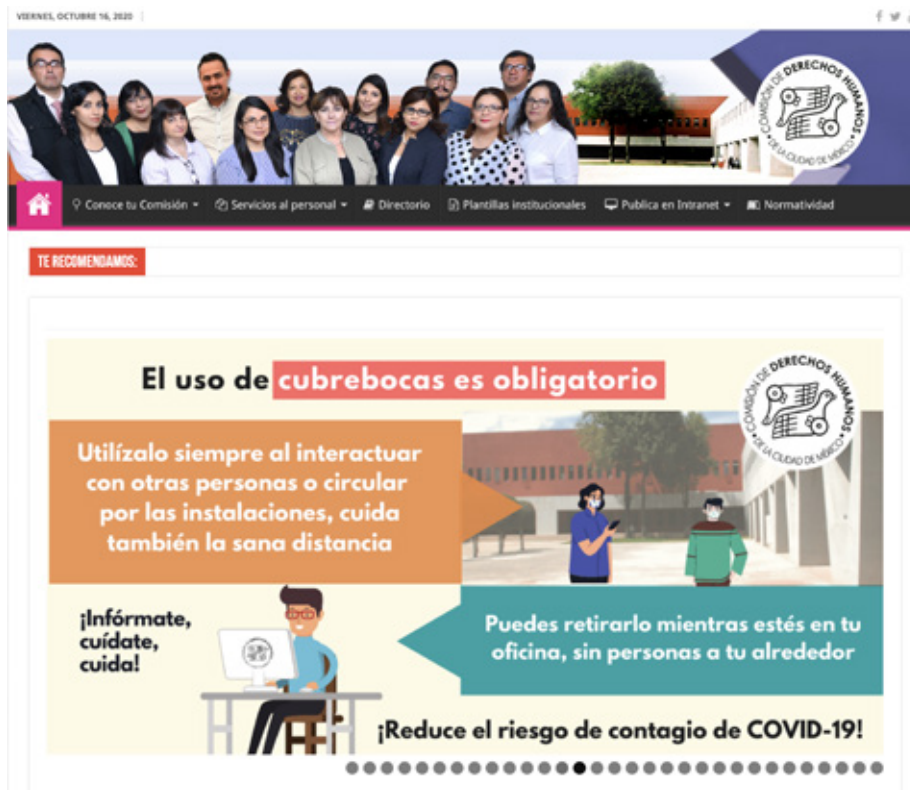 VIERNES, OCTUBRE 16, 2020
COMISIÓN DE DERECHOS HUMANOS
DE LA CIUDAD DE MÉXICO
Conoce tu Comisión
Servicios al personal
Directorio
Plantillas institucionales
Publica en Intranet
Normatividad
TE RECOMENDAMOS:
El uso de cubrebocas es obligatorio
COMISIÓN DE DERECHOS HUMANOS
DE LA CIUDAD DE MÉXICO
Utilízalo siempre al interactuar
con otras personas o circular
por las instalaciones, cuida
también la sana distancia
¡Infórmate,
cuídate,
cuida!
Puedes retirarlo mientras estés en tu
oficina, sin personas a tu alrededor
¡Reduce el riesgo de contagio de COVID-19!